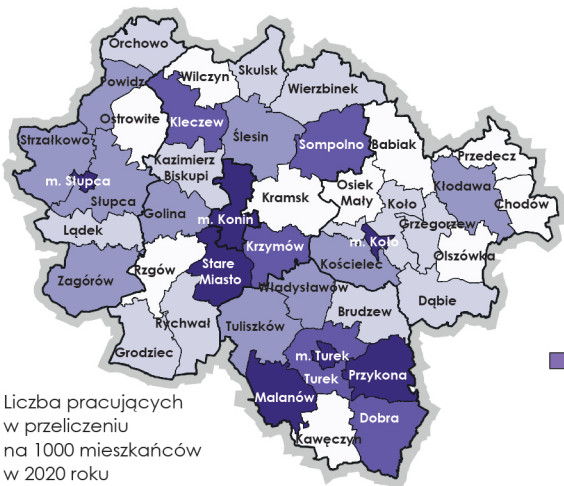 Orchowo
Skulsk
Wilczyn
Powidz
Wierzbinek
Ostrowite
Kleczew
Strzałkowo
Ślesin
Sompolno
Babiak
Przedecz
Kazimierz
Biskupi
m. Słupca
Kłodawa
Słupca
Osiek
Mały
Kramsk
Koło
Chodów
Golina
m. Konin
Grzegorzew
Lądek
Krzymów
m. Koło
Olszówka
Stare
Miasto
Kościelec
Rzgów
Zagórów
Władysławów
Dąbie
Brudzew
Rychwał
Tuliszków
Grodziec
m. Turek
Turek
Przykona
Malanów
Dobra
Kawęczyn
Liczba pracujących
w przeliczeniu
na 1000 mieszkańców
w 2020 roku